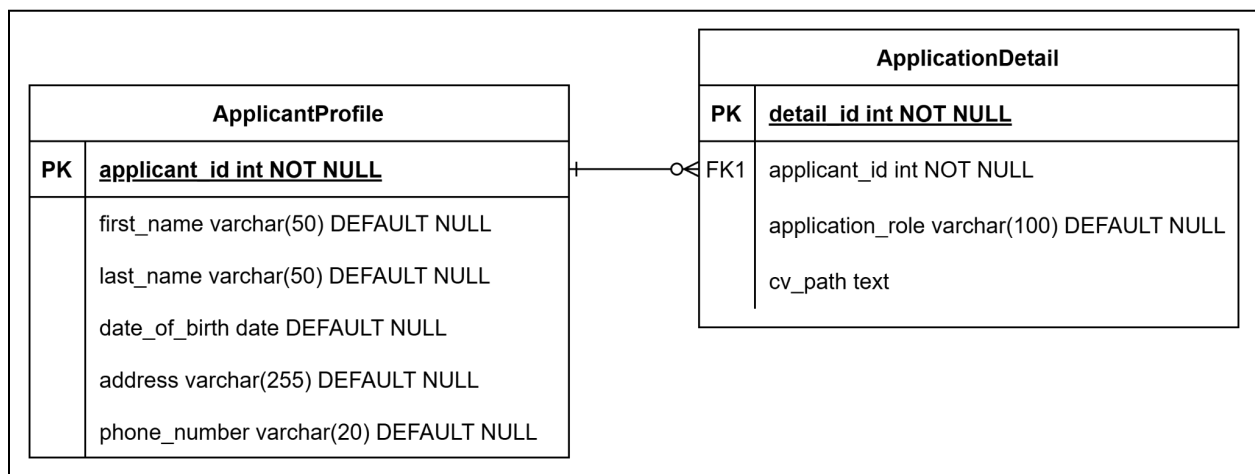 ApplicantProfile
PK applicant_id int NOT NULL
first_name varchar(50) DEFAULT NULL
last_name varchar(50) DEFAULT NULL
date_of_birth date DEFAULT NULL
address varchar(255) DEFAULT NULL
phone_number varchar(20) DEFAULT NULL
ApplicationDetail
PK detail_id int NOT NULL
FK1 applicant_id int NOT NULL
application_role varchar(100) DEFAULT NULL
cv_path text